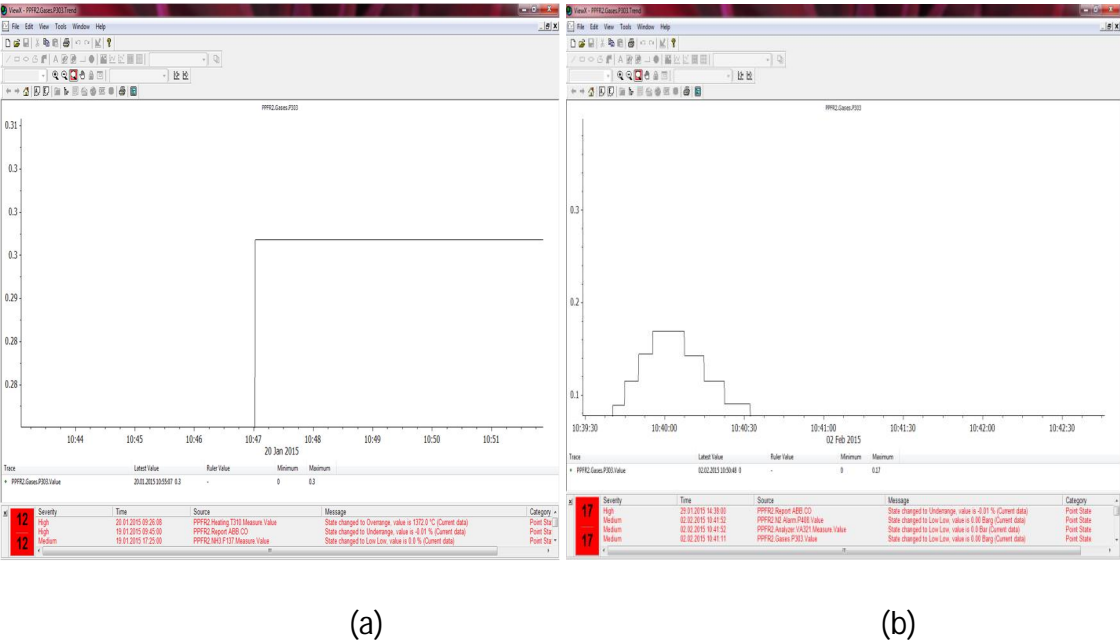 ViewX - PPFR2.Gases.P303.Trend
File Edit View Tools Window Help
PPFR2.Gases.P303
0.31
0.3
0.3
0.3
0.29
0.28
0.28
10:44 10:45 10:46 10:47 10:48 10:49 10:50 10:51
20 Jan 2015
Trace Latest Value Ruler Value Minimum Maximum
PPFR2.Gases.P303.Value 20.01.2015 10:55:07 0.3 - 0 0.3
Severity Time Source Message Category
12 High 20.01.2015 09:26:08 PPFR2.Heating.T310.Measure.Value State changed to Overrange, value is 1372.0 °C (Current data) Point Sta
High 19.01.2015 09:45:00 PPFR2.Report ABB.CO State changed to Underrange, value is -0.01 % (Current data) Point Sta
12 Medium 19.01.2015 17:25:00 PPFR2.NH3.F137.Measure.Value State changed to Low Low, value is 0.0 % (Current data) Point Sta
(a)
ViewX - PPFR2.Gases.P303.Trend
File Edit View Tools Window Help
PPFR2.Gases.P303
0.3
0.2
0.1
10:39:30 10:40:00 10:40:30 10:41:00 10:41:30 10:42:00 10:42:30
02 Feb 2015
Trace Latest Value Ruler Value Minimum Maximum
PPFR2.Gases.P303.Value 02.02.2015 10:50:48 0 - 0 0.17
Severity Time Source Message Category
17 High 29.01.2015 14:39:03 PPFR2.Report ABB.CO State changed to Underrange, value is -0.01 % (Current data) Point State
Medium 02.02.2015 10:41:52 PPFR2.N2 Alarm.P408.Value State changed to Low Low, value is 0.00 Barg (Current data) Point State
Medium 02.02.2015 10:41:52 PPFR2.Analyzer.VA321.Measure.Value State changed to Low Low, value is 0.0 Bar (Current data) Point State
17 Medium 02.02.2015 10:41:11 PPFR2.Gases P303.Value State changed to Low Low, value is 0.00 Barg (Current data) Point State
(b)